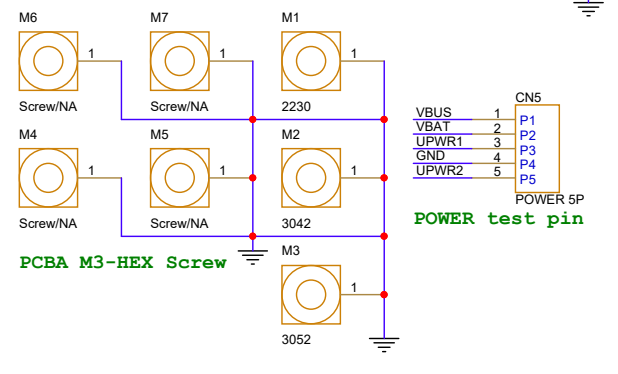 M6 M7 M1
1 1 1
Screw/NA Screw/NA 2230
M4 M5 M2
1 1 1
Screw/NA Screw/NA 3042
PCBA M3-HEX Screw
M3
1
3052
CN5
VBUS 1 P1
VBAT 2 P2
UPWR1 3 P3
GND 4 P4
UPWR2 5 P5
POWER 5P
POWER test pin